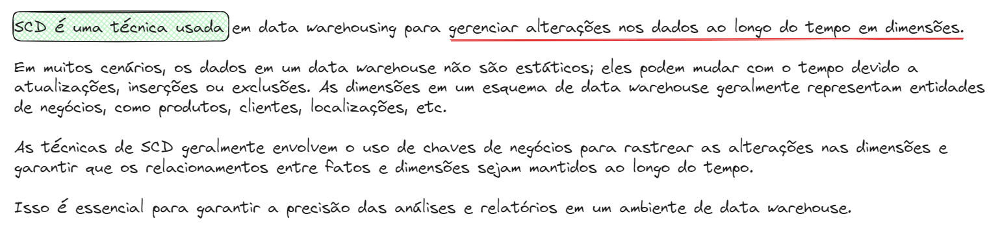 SCD é uma técnica usada em data warehousing para gerenciar alterações nos dados ao longo do tempo em dimensões.
Em muitos cenários, os dados em um data warehouse não são estáticos; eles podem mudar com o tempo devido a
atualizações, inserções ou exclusões. As dimensões em um esquema de data warehouse geralmente representam entidades
de negócios, como produtos, clientes, localizações, etc.
As técnicas de SCD geralmente envolvem o uso de chaves de negócios para rastrear as alterações nas dimensões e
garantir que os relacionamentos entre fatos e dimensões sejam mantidos ao longo do tempo.
Isso é essencial para garantir a precisão das análises e relatórios em um ambiente de data warehouse.